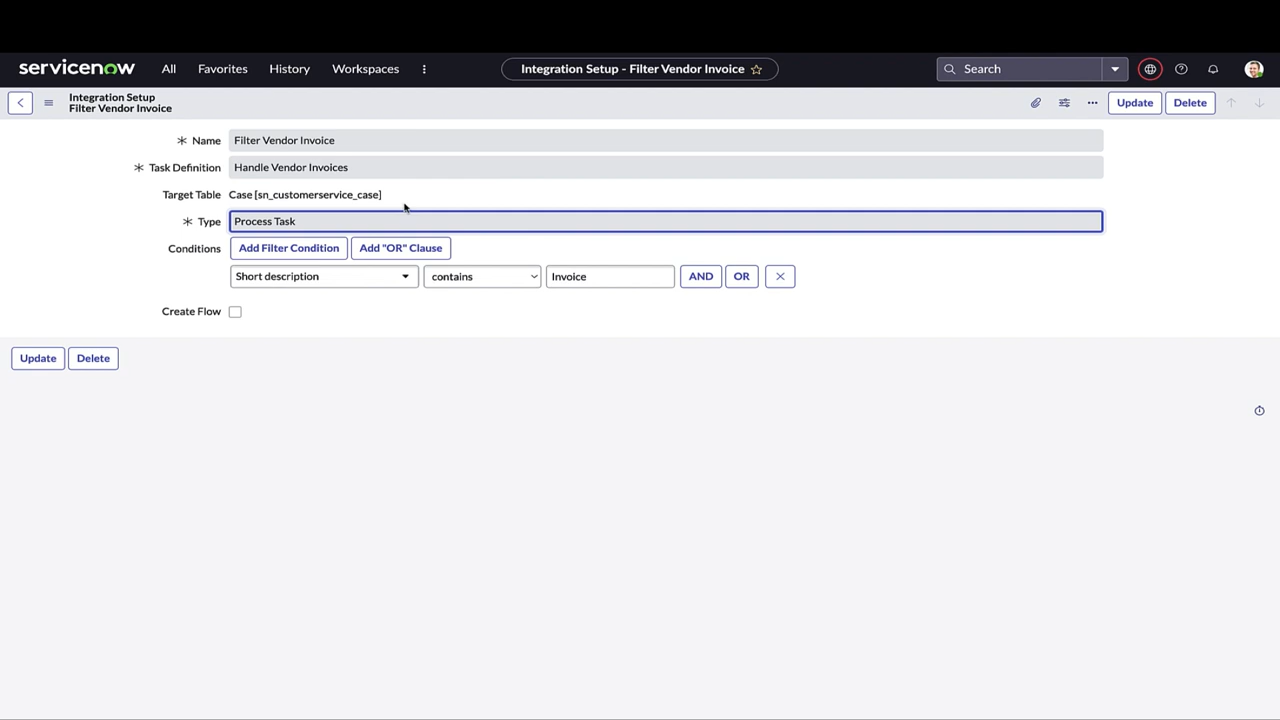 servicenow All Favorites History Workspaces Integration Setup - Filter Vendor Invoice Search
Integration Setup
Filter Vendor Invoice
Update Delete
Name Filter Vendor Invoice
Task Definition Handle Vendor Invoices
Target Table Case [sn_customerservice_case]
Type Process Task
Conditions Add Filter Condition Add "OR" Clause
Short description contains Invoice AND OR
Create Flow
Update Delete